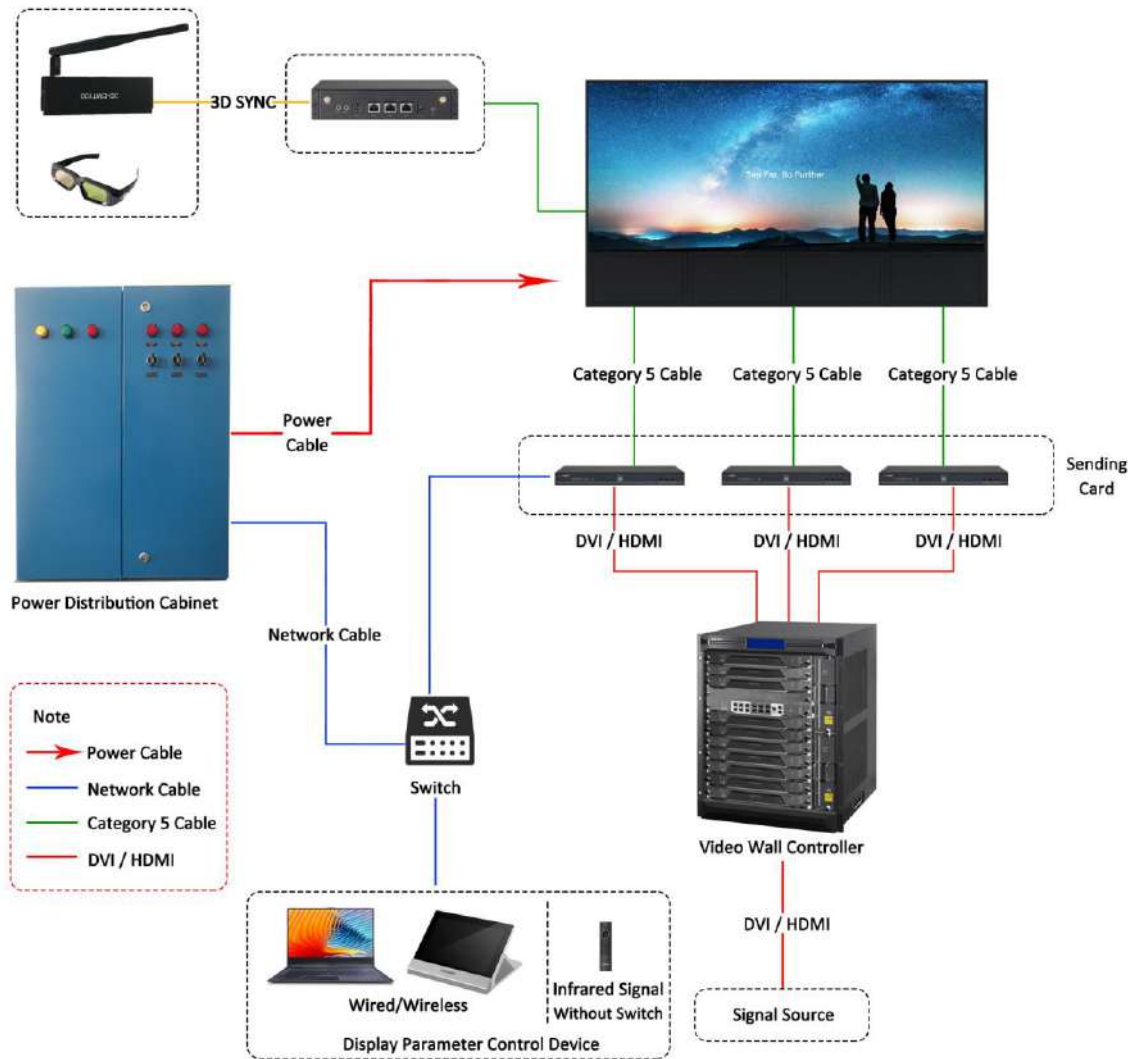 3D SYNC
See Far, Go Further
Category 5 Cable
Category 5 Cable
Category 5 Cable
Power
Cable
Sending
Card
DVI / HDMI
DVI / HDMI
DVI / HDMI
Power Distribution Cabinet
Network Cable
Note
Power Cable
Network Cable
Category 5 Cable
DVI / HDMI
Switch
Video Wall Controller
DVI / HDMI
Wired/Wireless
Infrared Signal
Without Switch
Display Parameter Control Device
Signal Source